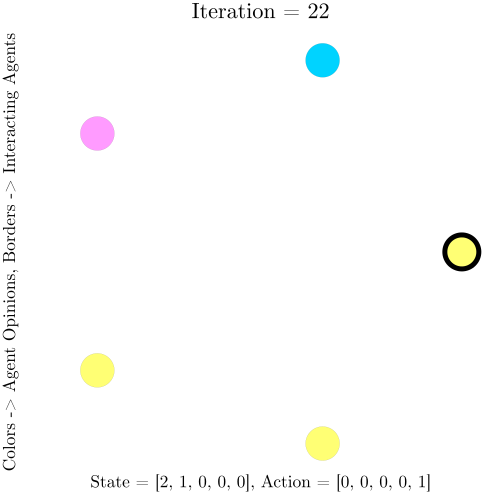 Iteration = 22
Colors -> Agent Opinions, Borders -> Interacting Agents
State = [2, 1, 0, 0, 0], Action = [0, 0, 0, 0, 1]